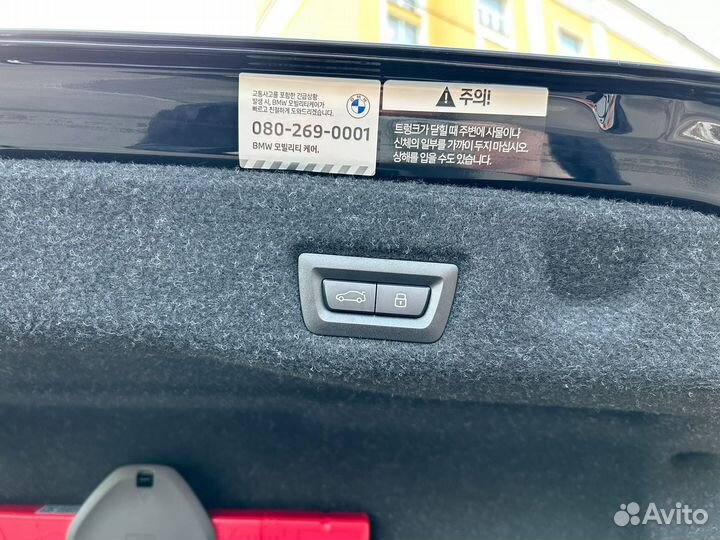 교통사고를 포함한 긴급상황
발생 시, BMW 모빌리티케어가
빠르고 친절하게 도와드리겠습니다.
BMW
080-269-0001
BMW 모빌리티 케어.
주의!
트렁크가 닫힐 때 주변에 사물이나
신체의 일부를 가까이 두지 마십시오.
상해를 입을 수도 있습니다.
Avito